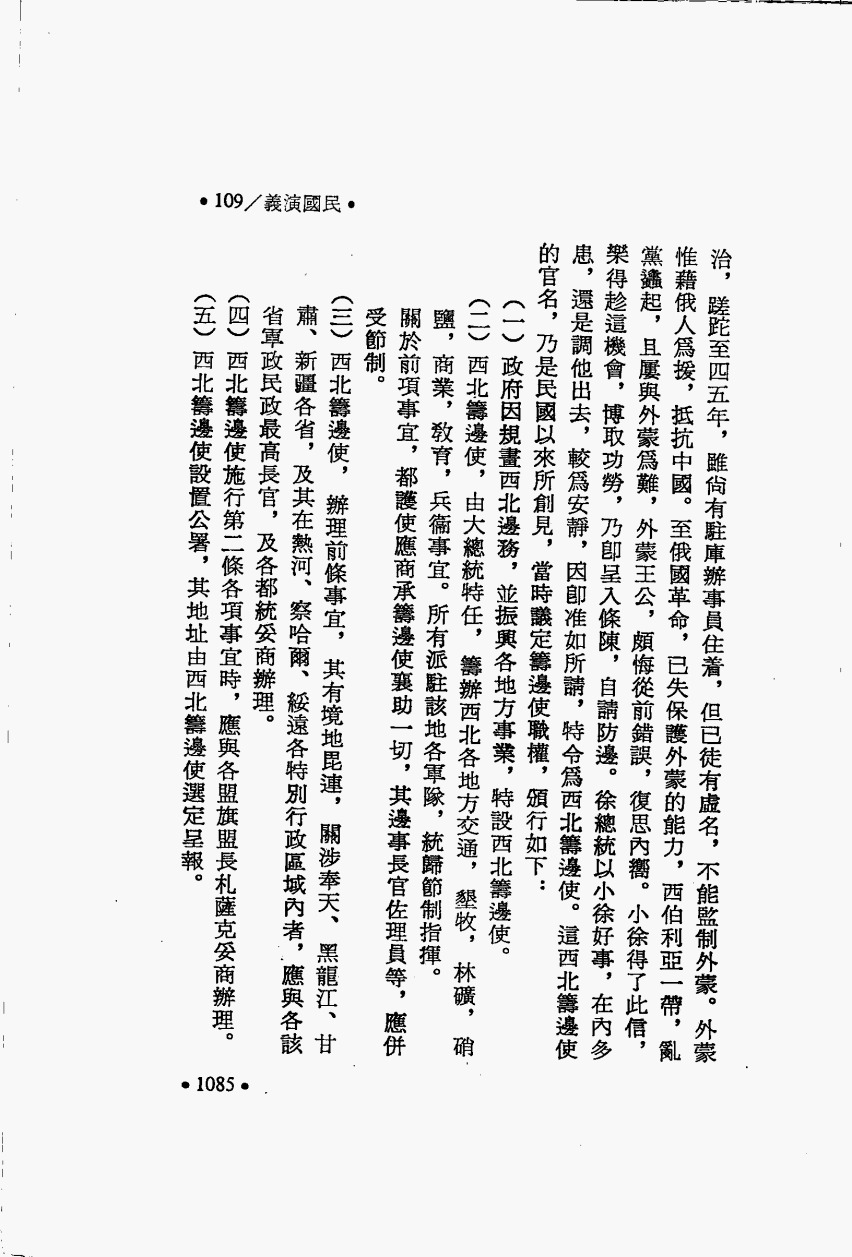 •109／義演國民•
治，蹉跎至四五年，雖尙有駐庫辦事員住着，但已徒有虛名，不能監制外蒙。外蒙
惟藉俄人爲援，抵抗中國。至俄國革命，已失保護外蒙的能力，西伯利亞一帶，亂
黨蠭起，且屢與外蒙爲難，外蒙王公，頗悔從前錯誤，復思內嚮。小徐得了此信，
樂得趁這機會，博取功勞，乃卽呈入條陳，自請防邊。徐總統以小徐好事，在內多
患，還是調他出去，較爲安靜，因卽准如所請，特令爲西北籌邊使。這西北籌邊使
的官名，乃是民國以來所創見，當時議定籌邊使職權，頒行如下：
（一）政府因規畫西北邊務，並振興各地方事業，特設西北籌邊使。
（二）西北籌邊使，由大總統特任，籌辦西北各地方交通，墾牧，林礦，硝
鹽，商業，敎育，兵衞事宜。所有派駐該地各軍隊，統歸節制指揮。
關於前項事宜，都護使應商承籌邊使襄助一切，其邊事長官佐理員等，應併
受節制。
（三）西北籌邊使，辦理前條事宜，其有境地毘連，關涉奉天、黑龍江、甘
肅、新疆各省，及其在熱河、察哈爾、綏遠各特別行政區域內者，應與各該
省軍政民政最高長官，及各都統妥商辦理。
（四）西北籌邊使施行第二條各項事宜時，應與各盟旗盟長札薩克妥商辦理。
（五）西北籌邊使設置公署，其地址由西北籌邊使選定呈報。
•1085•